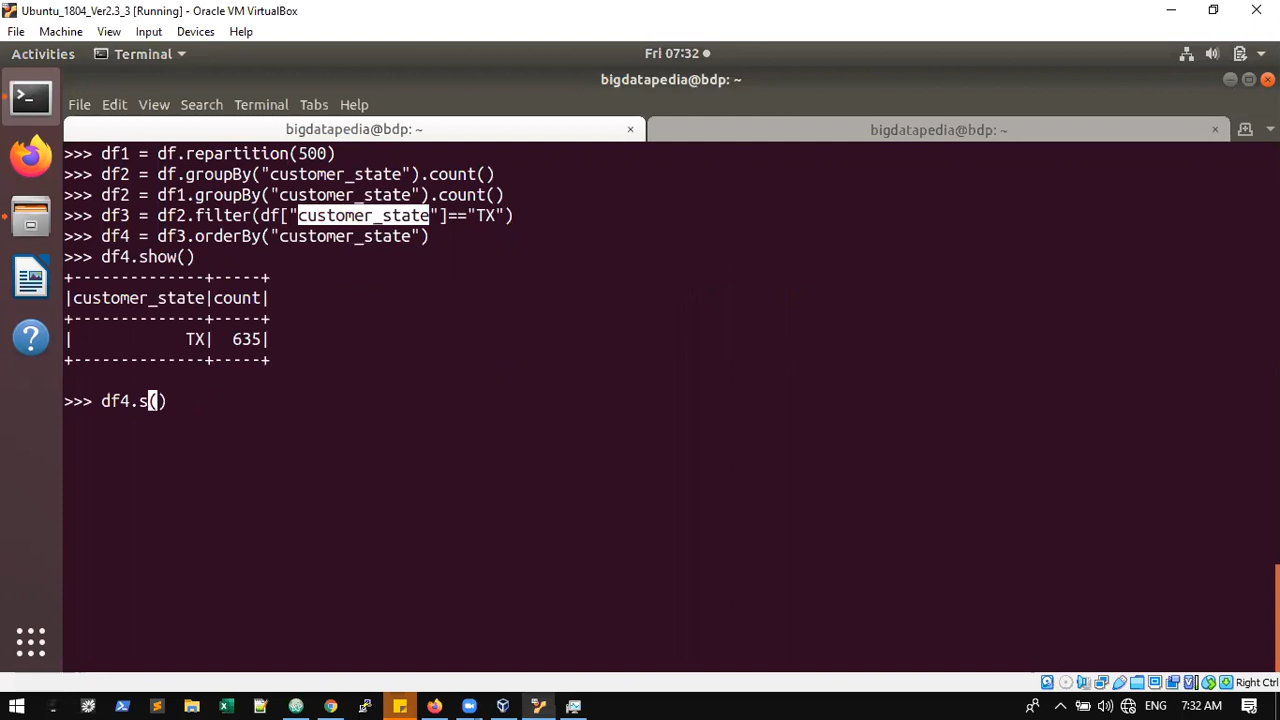 Ubuntu_1804_Ver2.3_3 [Running] - Oracle VM VirtualBox
File Machine View Input Devices Help
Activities Terminal Fri 07:32
bigdatapedia@bdp: ~
File Edit View Search Terminal Tabs Help
bigdatapedia@bdp: ~ × bigdatapedia@bdp: ~ ×
>>> df1 = df.repartition(500)
>>> df2 = df.groupBy("customer_state").count()
>>> df2 = df1.groupBy("customer_state").count()
>>> df3 = df2.filter(df["customer_state"]=="TX")
>>> df4 = df3.orderBy("customer_state")
>>> df4.show()
+--------------+-----+
|customer_state|count|
+--------------+-----+
|            TX|  635|
+--------------+-----+
>>> df4.s()
Right Ctrl
ENG 7:32 AM